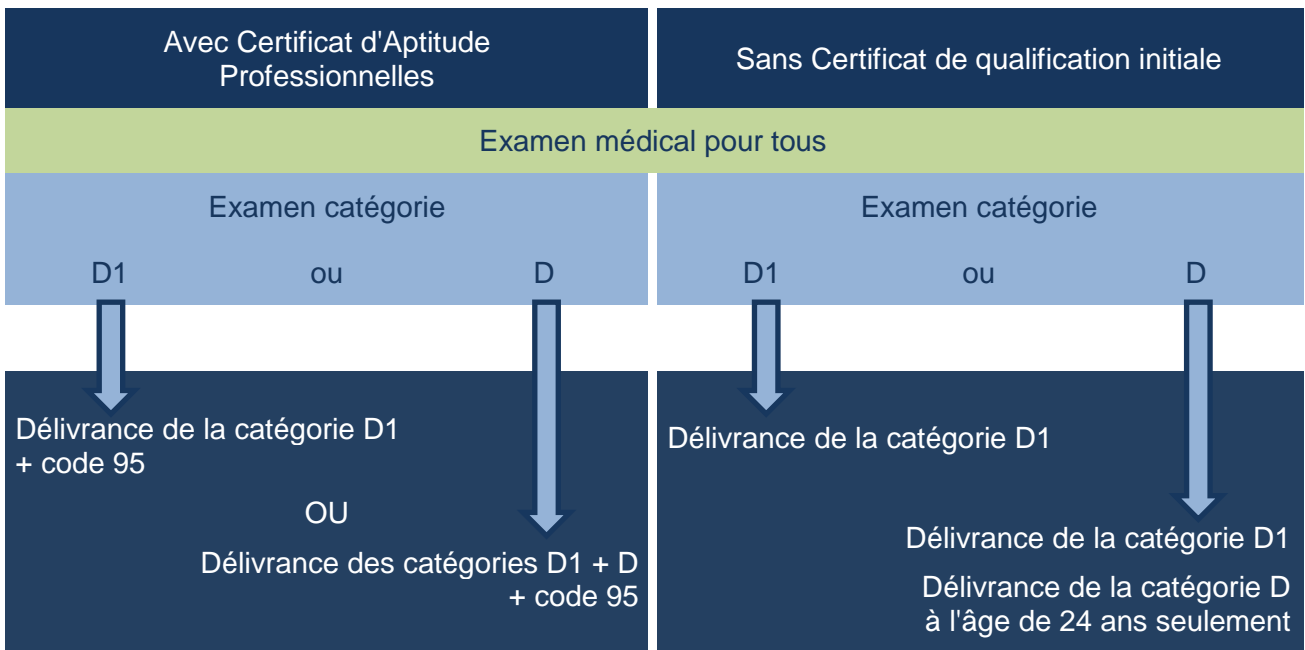 Avec Certificat d'Aptitude
Professionnelles
Sans Certificat de qualification initiale
Examen médical pour tous
Examen catégorie
D1 ou D
Examen catégorie
D1 ou D
Délivrance de la catégorie D1
+ code 95
OU
Délivrance des catégories D1 + D
+ code 95
Délivrance de la catégorie D1
Délivrance de la catégorie D1
Délivrance de la catégorie D
à l'âge de 24 ans seulement